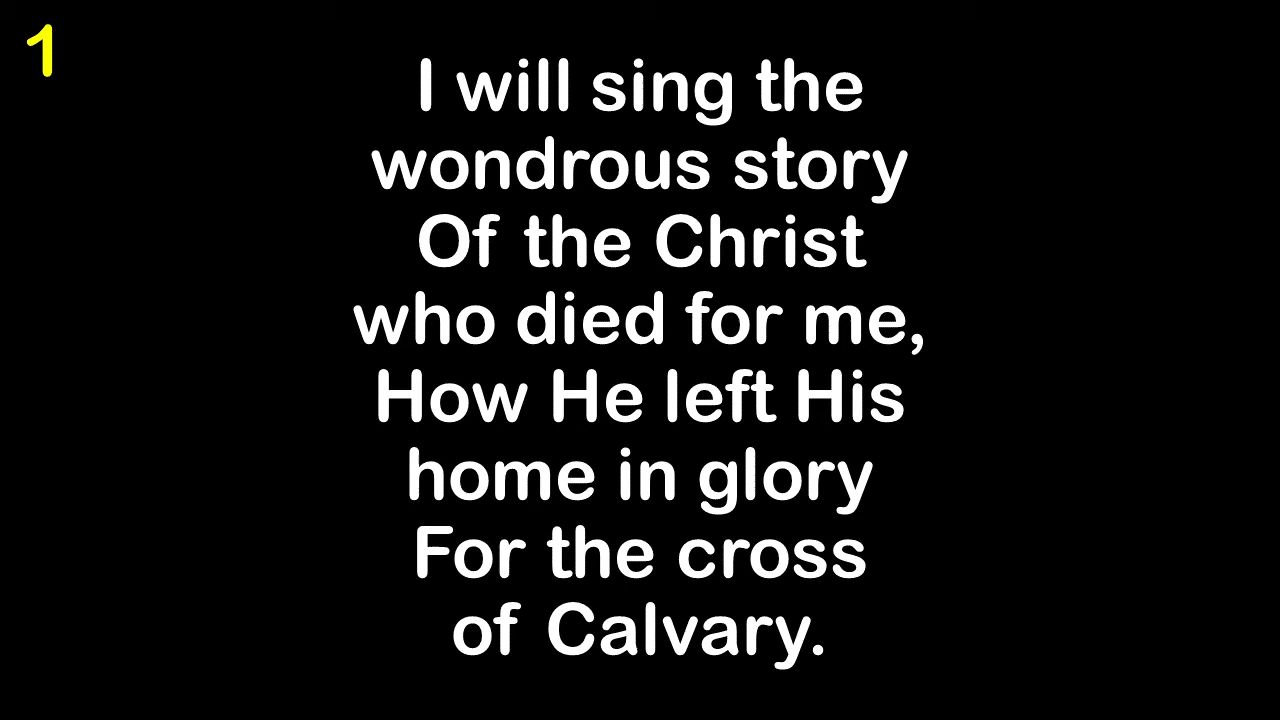 1
I will sing the
wondrous story
Of the Christ
who died for me,
How He left His
home in glory
For the cross
of Calvary.